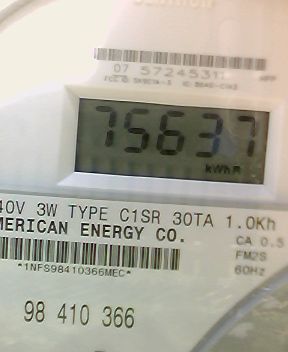 07 5724531
75637
kWhR
40V 3W TYPE C1SR 30TA 1.0Kh
MERICAN ENERGY CO.
CA 0.5
FM2S
60Hz
*1NFS98410366MEC*
98 410 366